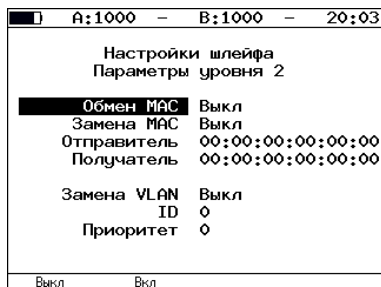 A:1000 – B:1000 – 20:03
Настройки шлейфа
Параметры уровня 2
Обмен MAC Выкл
Замена MAC Выкл
Отправитель 00:00:00:00:00:00
Получатель 00:00:00:00:00:00
Замена VLAN Выкл
ID 0
Приоритет 0
Выкл Вкл